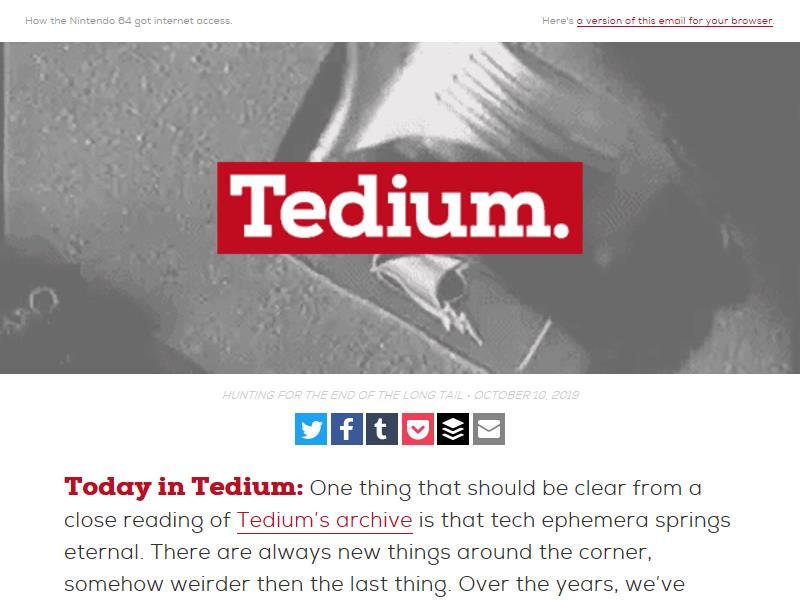 How the Nintendo 64 got internet access.
Here's a version of this email for your browser.
Tedium.
HUNTING FOR THE END OF THE LONG TAIL • OCTOBER 10, 2019
Today in Tedium: One thing that should be clear from a
close reading of Tedium's archive is that tech ephemera springs
eternal. There are always new things around the corner,
somehow weirder then the last thing. Over the years, we've